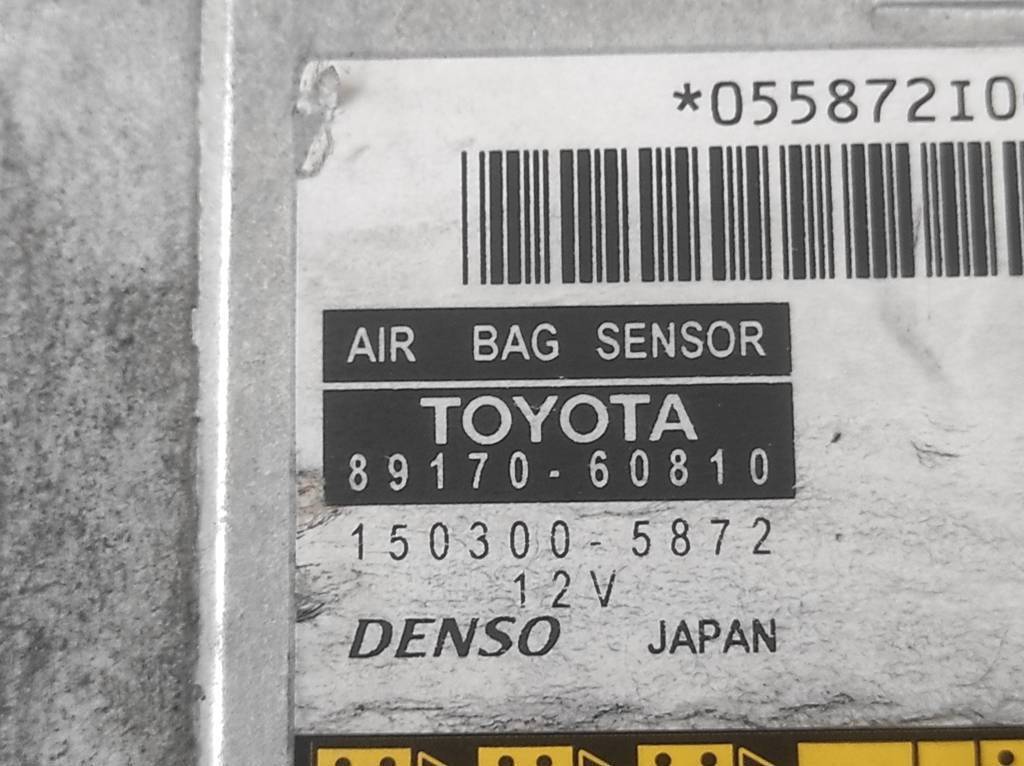 *055872I0
AIR BAG SENSOR
TOYOTA
89170-60810
150300-5872
12V
DENSO JAPAN